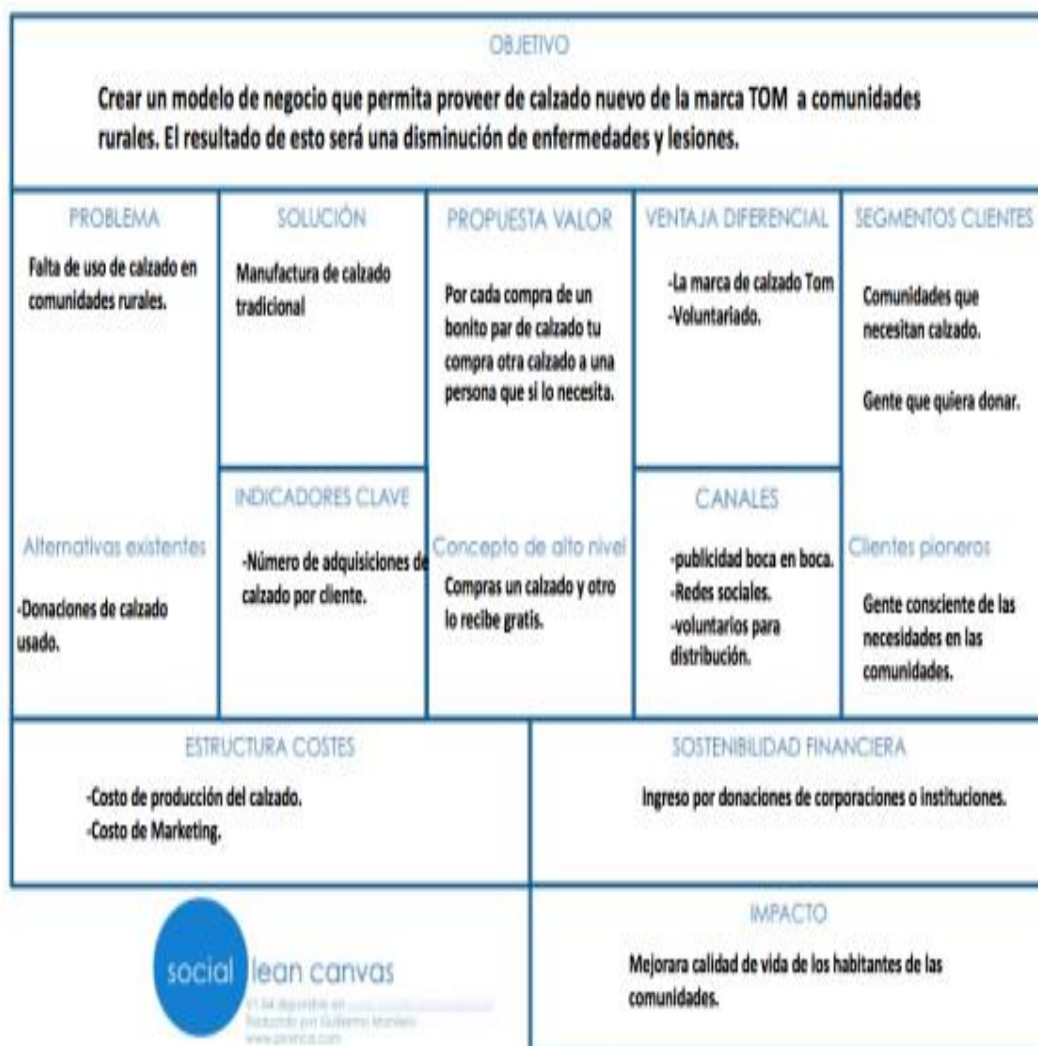 OBJETIVO
Crear un modelo de negocio que permita proveer de calzado nuevo de la marca TOM a comunidades
rurales. El resultado de esto será una disminución de enfermedades y lesiones.
PROBLEMA
Falta de uso de calzado en
comunidades rurales.
Alternativas existentes
-Donaciones de calzado
usado.
SOLUCIÓN
Manufactura de calzado
tradicional
INDICADORES CLAVE
-Número de adquisiciones de
calzado por cliente.
PROPUESTA VALOR
Por cada compra de un
bonito par de calzado tu
compra otra calzado a una
persona que si lo necesita.
Concepto de alto nivel
Compras un calzado y otro
lo recibe gratis.
VENTAJA DIFERENCIAL
-La marca de calzado Tom
-Voluntariado.
CANALES
-publicidad boca en boca.
-Redes sociales.
-voluntarios para
distribución.
SEGMENTOS CLIENTES
Comunidades que
necesitan calzado.
Gente que quiera donar.
Clientes pioneros
Gente consciente de las
necesidades en las
comunidades.
ESTRUCTURA COSTES
-Costo de producción del calzado.
-Costo de Marketing.
SOSTENIBILIDAD FINANCIERA
Ingreso por donaciones de corporaciones o instituciones.
social lean canvas
disponible en
por Guillermo
IMPACTO
Mejorara calidad de vida de los habitantes de las
comunidades.